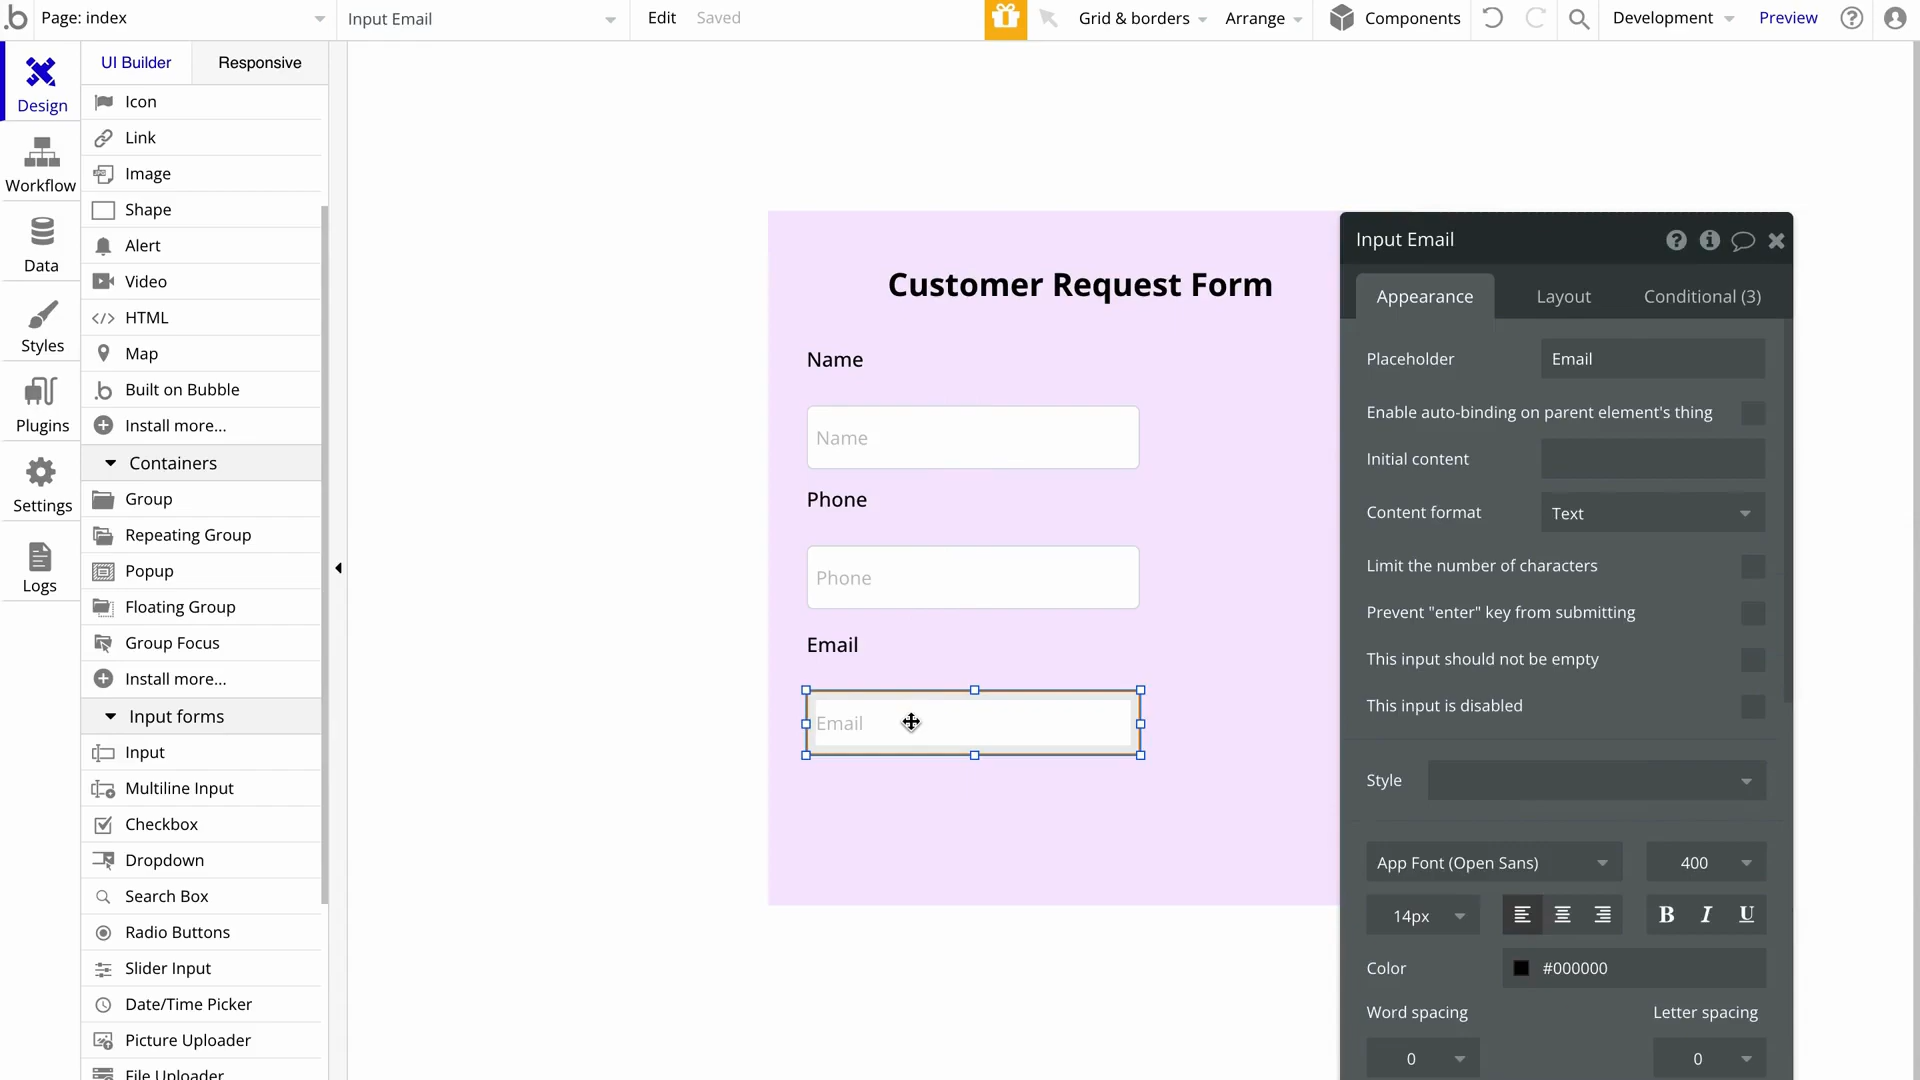 Page: index
Input Email
Edit
Saved
Grid & borders
Arrange
Components
Development
Preview
Design
Workflow
Data
Styles
Plugins
Settings
Logs
UI Builder
Responsive
Icon
Link
Image
Shape
Alert
Video
HTML
Map
Built on Bubble
Install more...
Containers
Group
Repeating Group
Popup
Floating Group
Group Focus
Install more...
Input forms
Input
Multiline Input
Checkbox
Dropdown
Search Box
Radio Buttons
Slider Input
Date/Time Picker
Picture Uploader
File Uploader
Customer Request Form
Name
Name
Phone
Phone
Email
Email
Input Email
Appearance
Layout
Conditional (3)
Placeholder
Email
Enable auto-binding on parent element's thing
Initial content
Content format
Text
Limit the number of characters
Prevent "enter" key from submitting
This input should not be empty
This input is disabled
Style
App Font (Open Sans)
400
14px
B I U
Color
#000000
Word spacing
Letter spacing
0
0